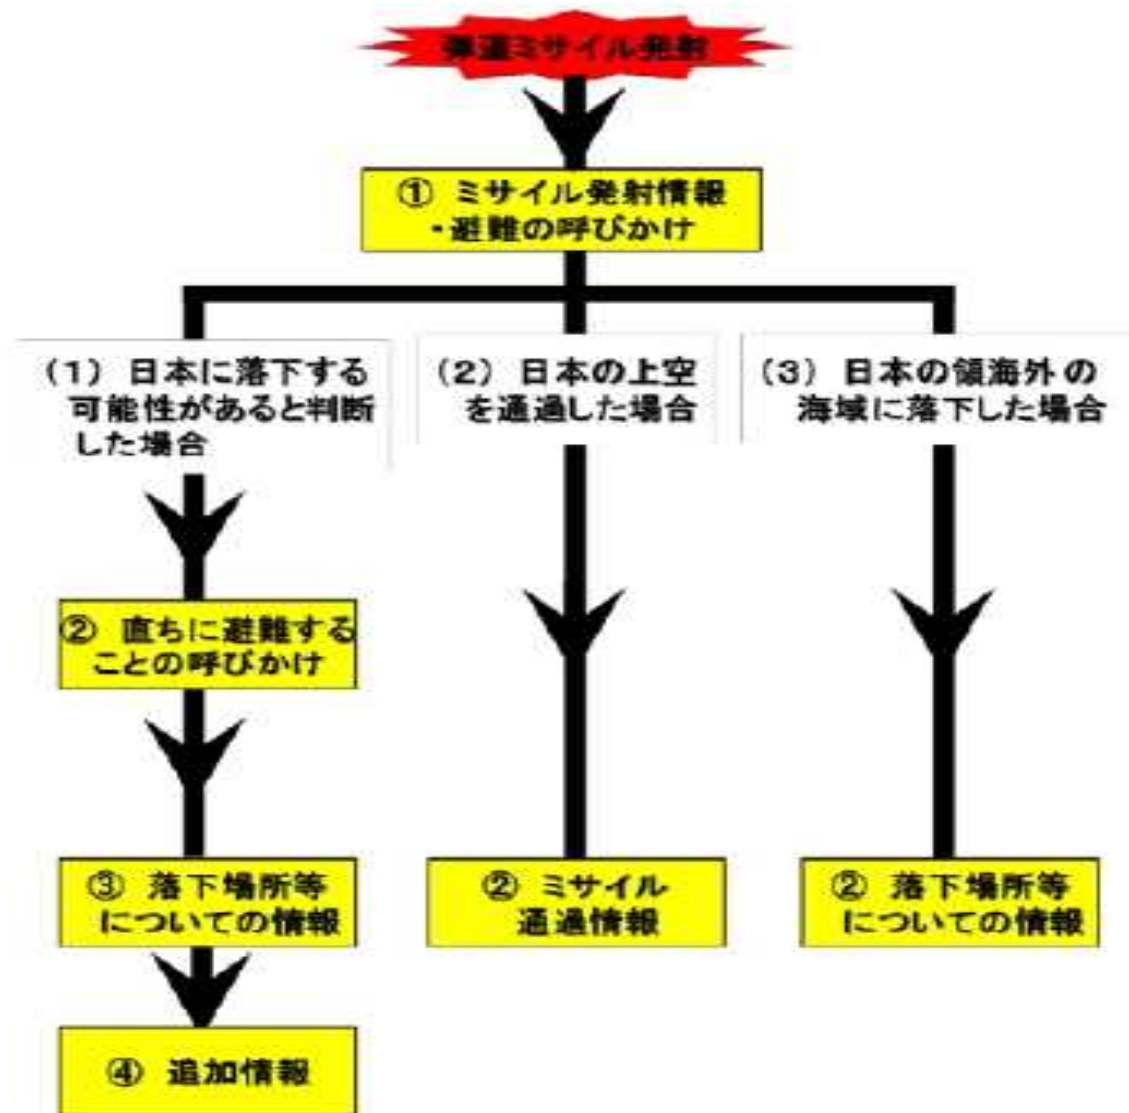 弾道ミサイル発射
① ミサイル発射情報
・避難の呼びかけ
(1) 日本に落下する
可能性があると判断
した場合
(2) 日本の上空
を通過した場合
(3) 日本の領海外の
海域に落下した場合
② 直ちに避難する
ことの呼びかけ
③ 落下場所等
についての情報
② ミサイル
通過情報
② 落下場所等
についての情報
④ 追加情報